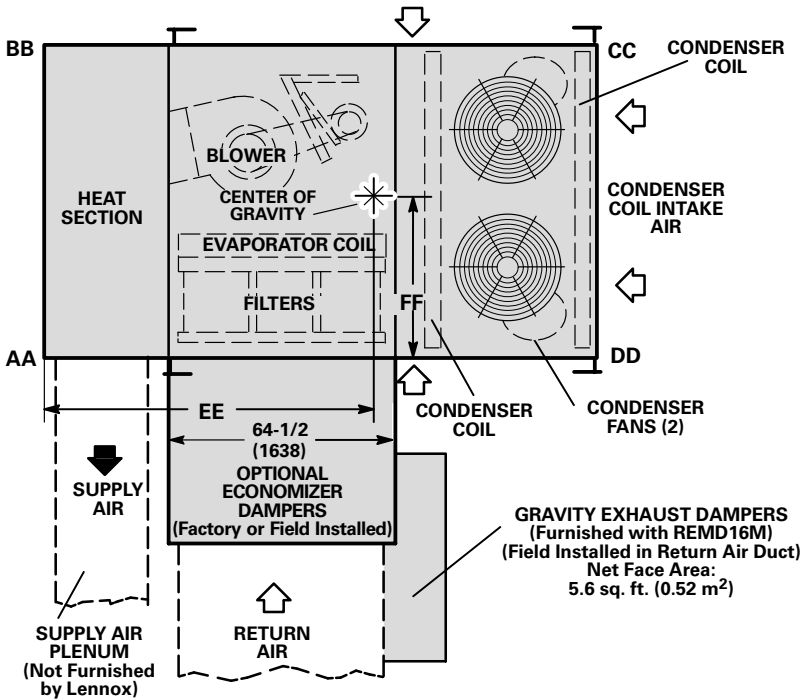 BB
CC
CONDENSER
COIL
BLOWER
HEAT
SECTION
CENTER OF
GRAVITY
CONDENSER
COIL INTAKE
AIR
EVAPORATOR COIL
FILTERS
FF
AA
DD
EE
CONDENSER
COIL
CONDENSER
FANS (2)
64-1/2
(1638)
OPTIONAL
ECONOMIZER
DAMPERS
(Factory or Field Installed)
SUPPLY
AIR
GRAVITY EXHAUST DAMPERS
(Furnished with REMD16M)
(Field Installed in Return Air Duct)
Net Face Area:
5.6 sq. ft. (0.52 m²)
SUPPLY AIR
PLENUM
(Not Furnished
by Lennox)
RETURN
AIR